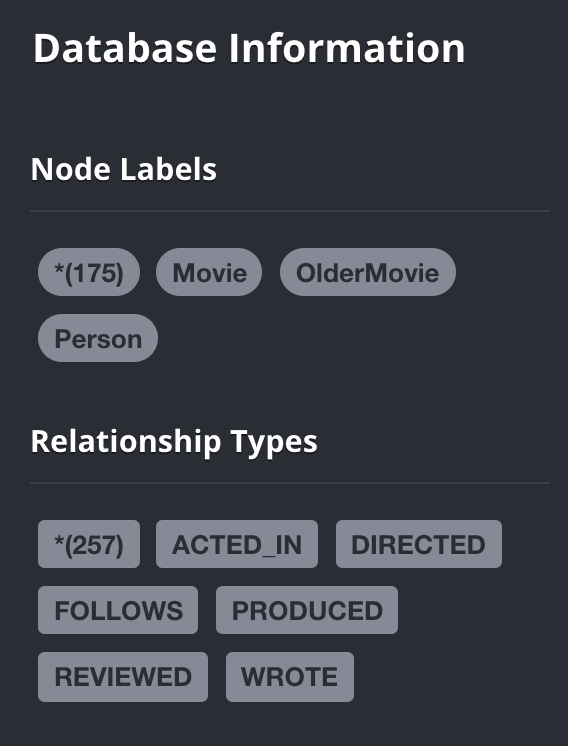 Database Information
Node Labels
*(175) Movie OlderMovie
Person
Relationship Types
*(257) ACTED_IN DIRECTED
FOLLOWS PRODUCED
REVIEWED WROTE